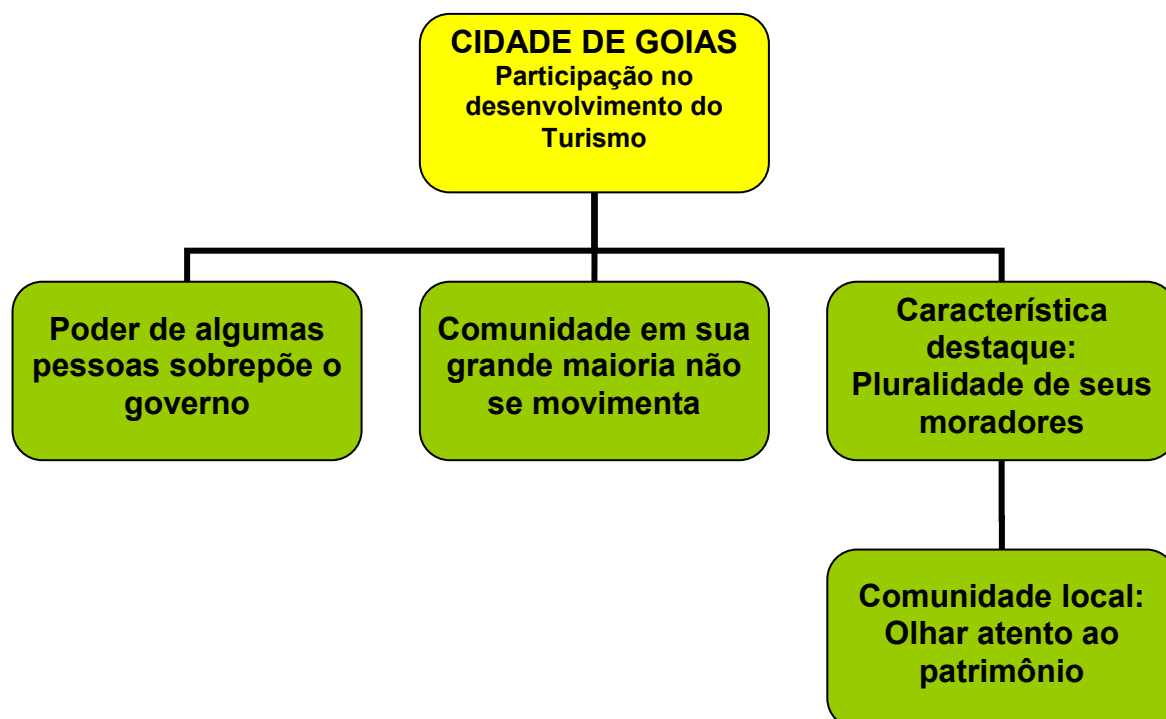 CIDADE DE GOIAS
Participação no
desenvolvimento do
Turismo
Poder de algumas
pessoas sobrepõe o
governo
Comunidade em sua
grande maioria não
se movimenta
Característica
destaque:
Pluralidade de seus
moradores
Comunidade local:
Olhar atento ao
patrimônio